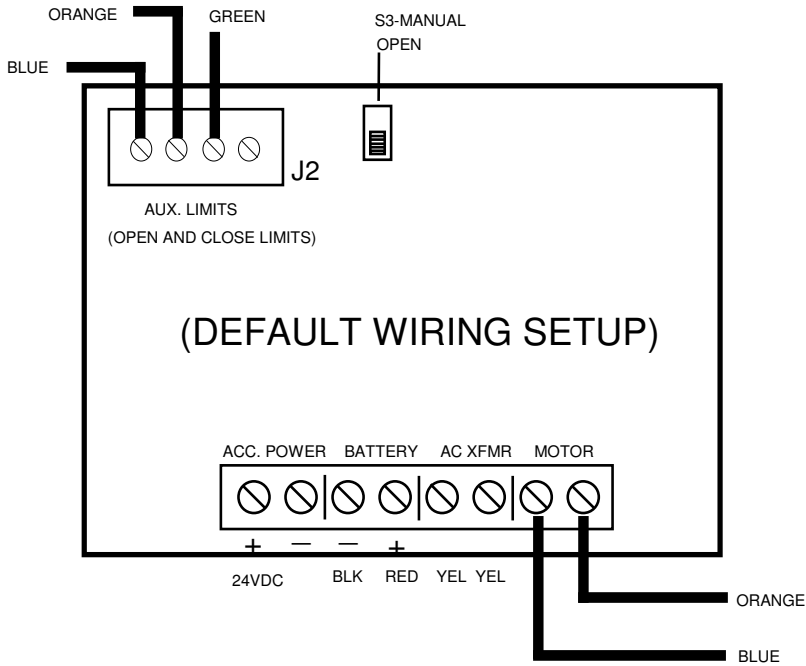 ORANGE
GREEN
S3-MANUAL
OPEN
BLUE
J2
AUX. LIMITS
(OPEN AND CLOSE LIMITS)
(DEFAULT WIRING SETUP)
ACC. POWER BATTERY AC XFMR MOTOR
+ — — +
24VDC BLK RED YEL YEL
ORANGE
BLUE